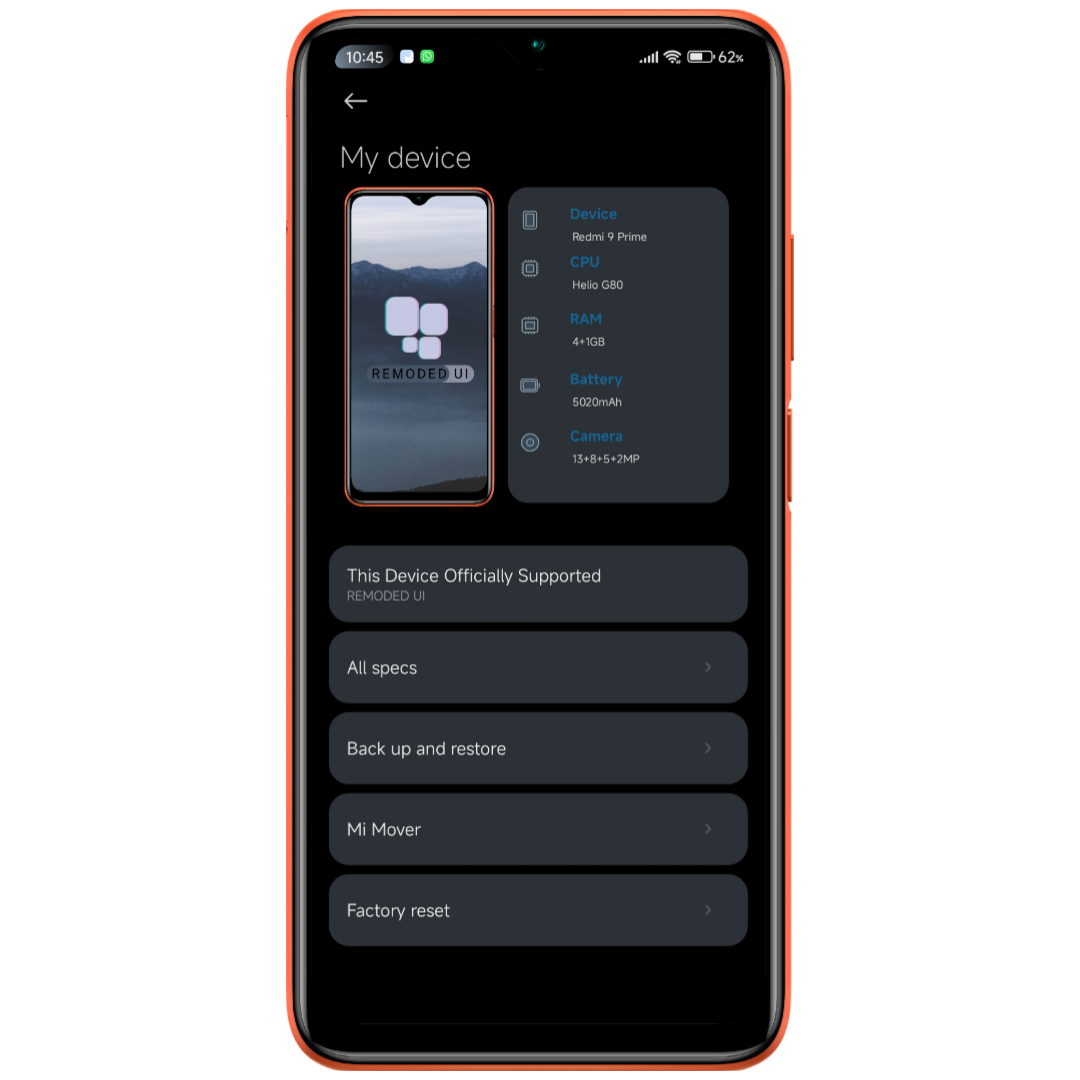 10:45
62%
My device
REMODED UI
Device
Redmi 9 Prime
CPU
Helio G80
RAM
4+1GB
Battery
5020mAh
Camera
13+8+5+2MP
This Device Officially Supported
REMODED UI
All specs
Back up and restore
Mi Mover
Factory reset